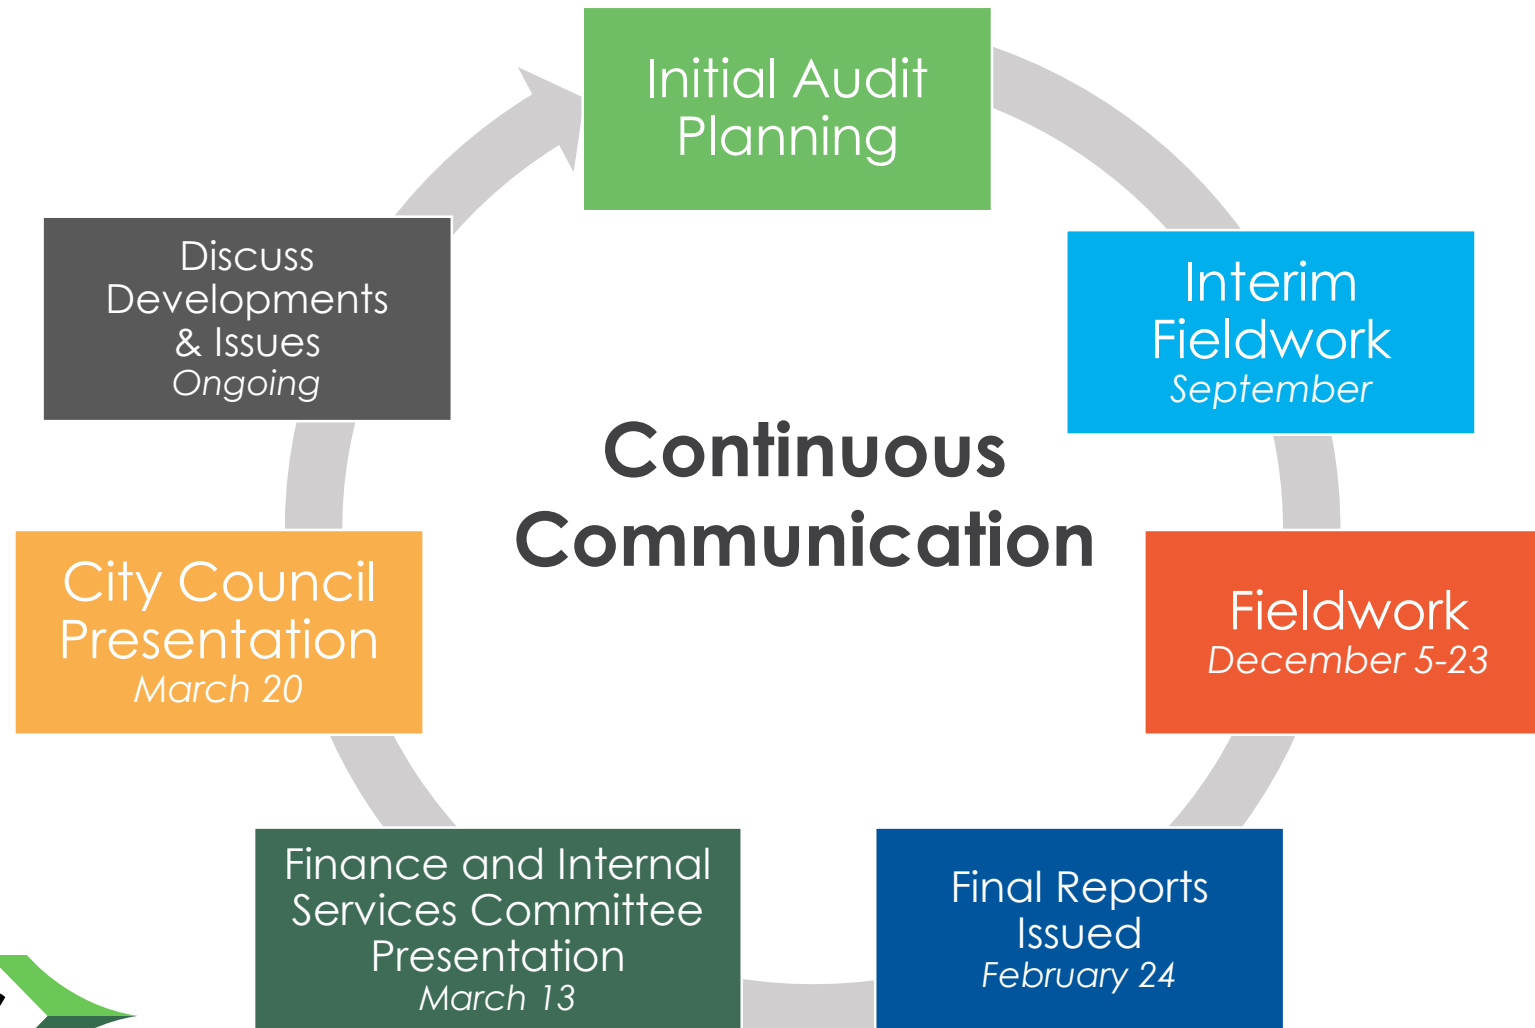 Initial Audit
Planning
Interim
Fieldwork
September
Fieldwork
December 5-23
Final Reports
Issued
February 24
Finance and Internal
Services Committee
Presentation
March 13
City Council
Presentation
March 20
Discuss
Developments
& Issues
Ongoing
Continuous
Communication